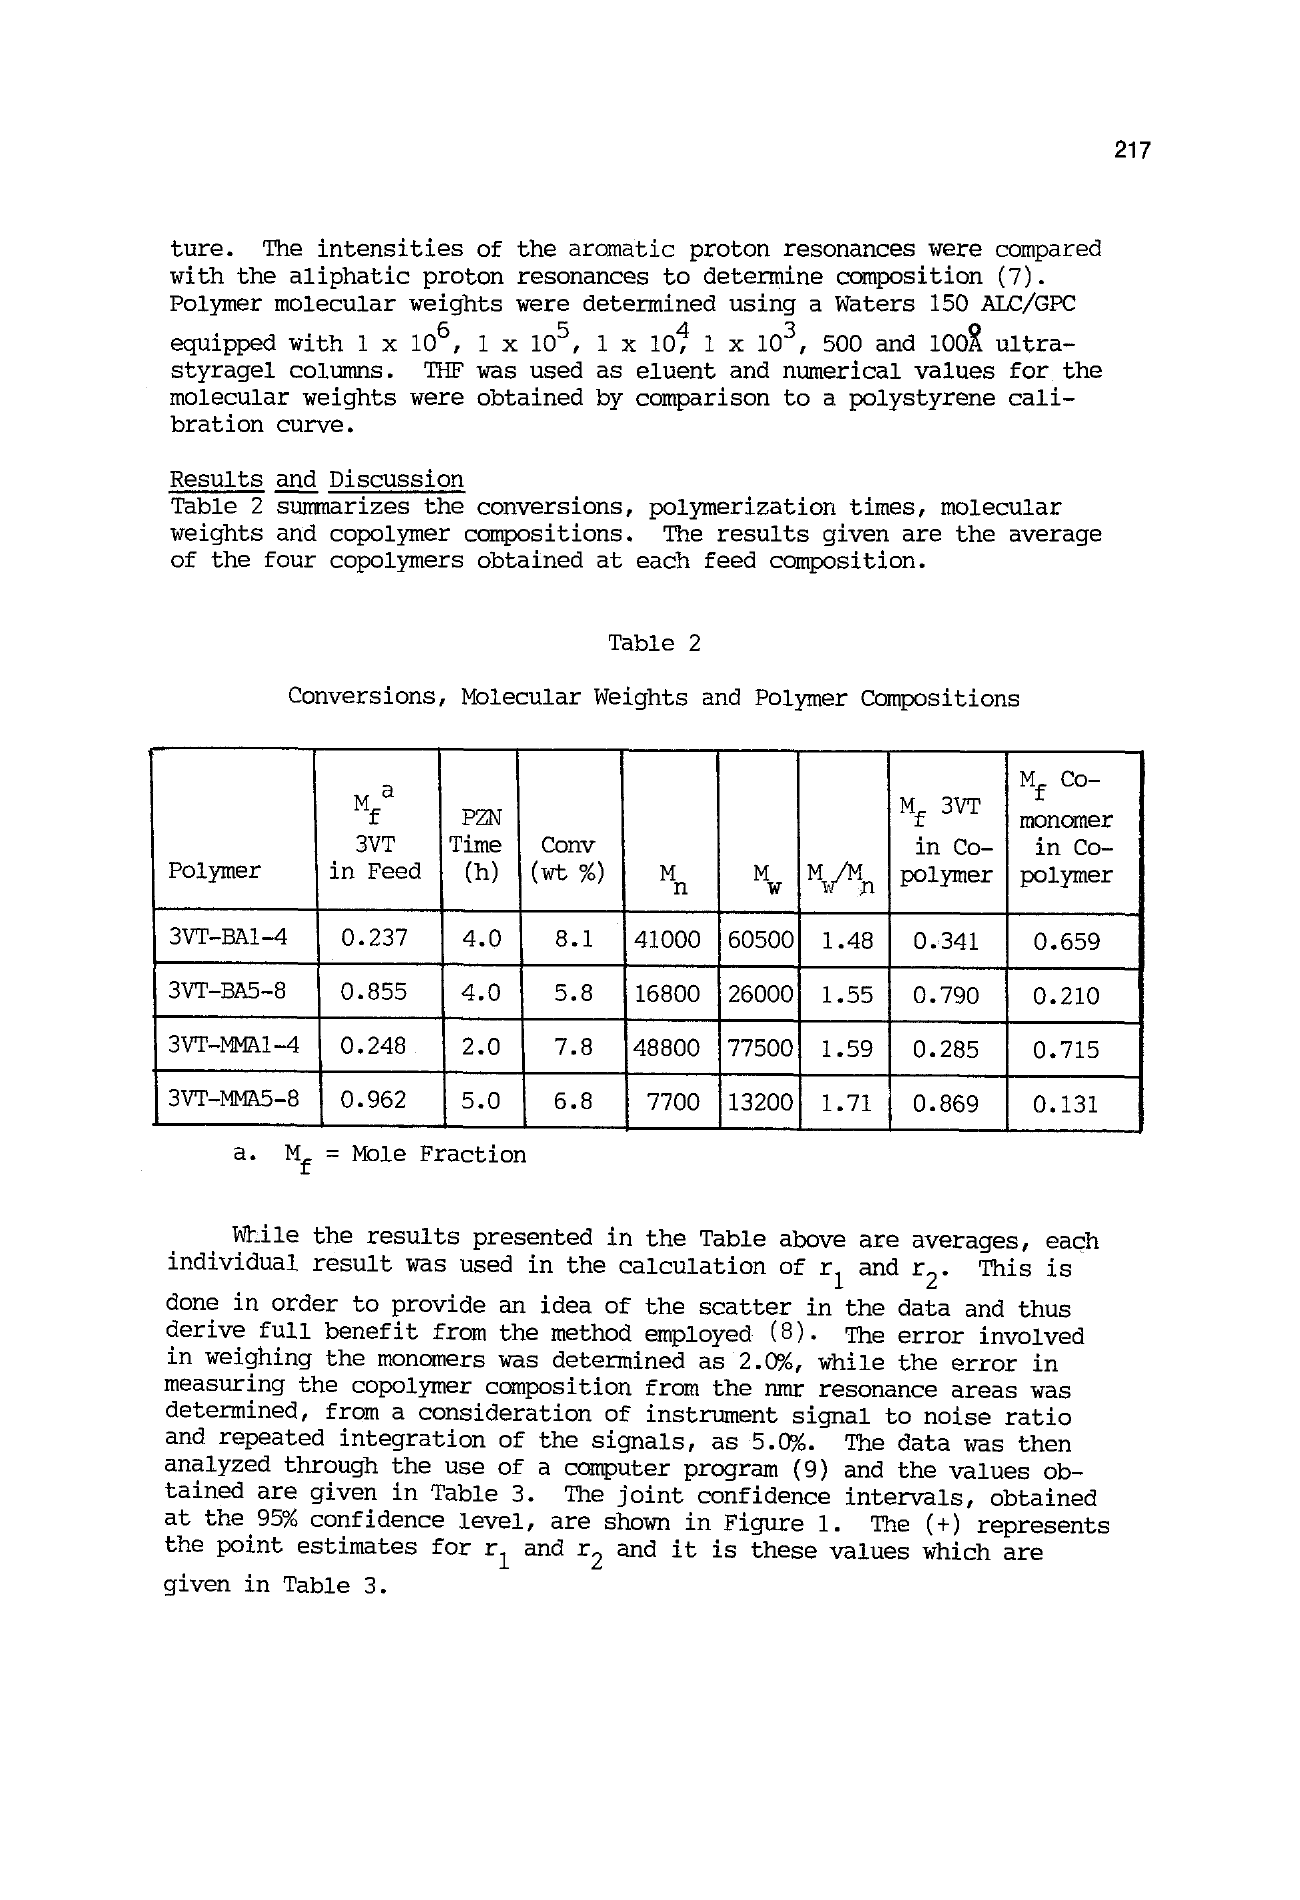 217
ture. The intensities of the aromatic proton resonances were compared
with the aliphatic proton resonances to determine composition (7).
Polymer molecular weights were determined using a Waters 150 ALC/GPC
equipped with 1 x 10^6, 1 x 10^5, 1 x 10^4, 1 x 10^3, 500 and 100Å ultra-
styragel columns. THF was used as eluent and numerical values for the
molecular weights were obtained by comparison to a polystyrene cali-
bration curve.
Results and Discussion
Table 2 summarizes the conversions, polymerization times, molecular
weights and copolymer compositions. The results given are the average
of the four copolymers obtained at each feed composition.
Table 2
Conversions, Molecular Weights and Polymer Compositions
Polymer | M_f^a 3VT in Feed | PZN Time (h) | Conv (wt %) | M_n | M_w | M_w/M_n | M_f 3VT in Co-polymer | M_f Co-monomer in Co-polymer
3VT-BA1-4 | 0.237 | 4.0 | 8.1 | 41000 | 60500 | 1.48 | 0.341 | 0.659
3VT-BA5-8 | 0.855 | 4.0 | 5.8 | 16800 | 26000 | 1.55 | 0.790 | 0.210
3VT-MMA1-4 | 0.248 | 2.0 | 7.8 | 48800 | 77500 | 1.59 | 0.285 | 0.715
3VT-MMA5-8 | 0.962 | 5.0 | 6.8 | 7700 | 13200 | 1.71 | 0.869 | 0.131
a. M_f = Mole Fraction
While the results presented in the Table above are averages, each
individual result was used in the calculation of r_1 and r_2. This is
done in order to provide an idea of the scatter in the data and thus
derive full benefit from the method employed (8). The error involved
in weighing the monomers was determined as 2.0%, while the error in
measuring the copolymer composition from the nmr resonance areas was
determined, from a consideration of instrument signal to noise ratio
and repeated integration of the signals, as 5.0%. The data was then
analyzed through the use of a computer program (9) and the values ob-
tained are given in Table 3. The joint confidence intervals, obtained
at the 95% confidence level, are shown in Figure 1. The (+) represents
the point estimates for r_1 and r_2 and it is these values which are
given in Table 3.